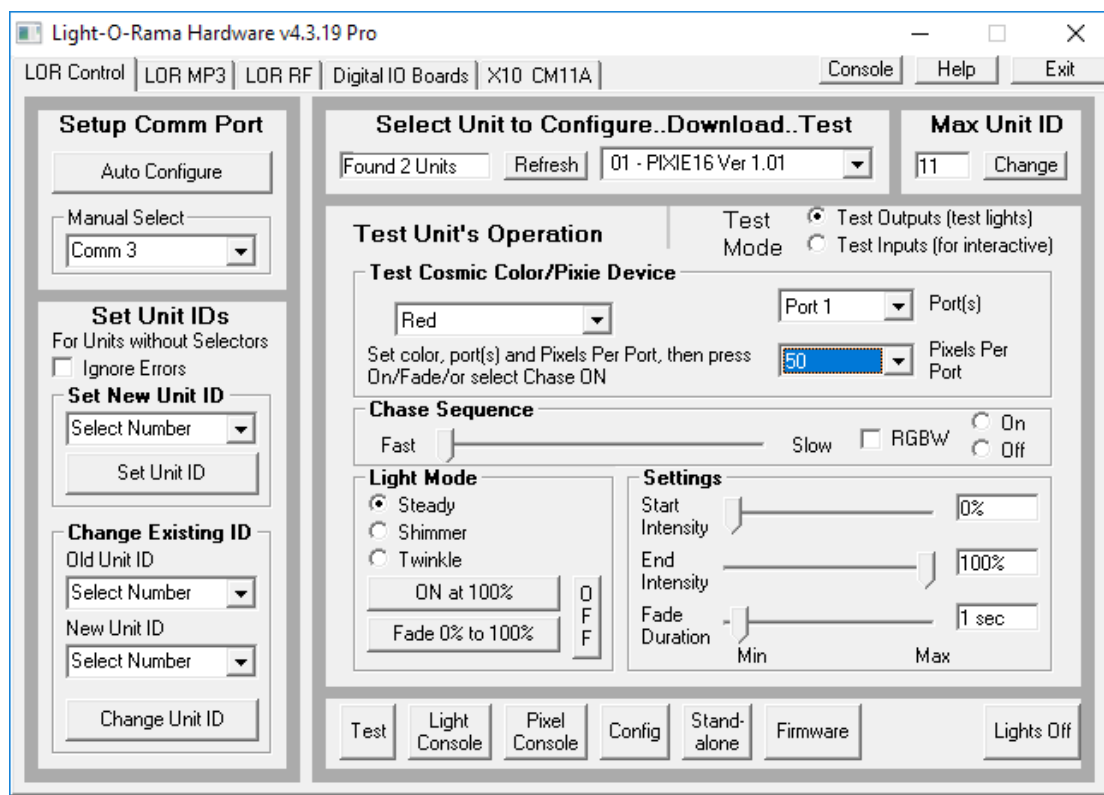 Light-O-Rama Hardware v4.3.19 Pro
LOR Control
LOR MP3
LOR RF
Digital IO Boards
X10 CM11A
Console
Help
Exit
Setup Comm Port
Auto Configure
Manual Select
Comm 3
Set Unit IDs
For Units without Selectors
Ignore Errors
Set New Unit ID
Select Number
Set Unit ID
Change Existing ID
Old Unit ID
Select Number
New Unit ID
Select Number
Change Unit ID
Select Unit to Configure..Download..Test
Found 2 Units
Refresh
01 - PIXIE16 Ver 1.01
Max Unit ID
11
Change
Test Unit's Operation
Test
Mode
Test Outputs (test lights)
Test Inputs (for interactive)
Test Cosmic Color/Pixie Device
Red
Port 1
Port(s)
Set color, port(s) and Pixels Per Port, then press
On/Fade/or select Chase ON
50
Pixels Per
Port
Chase Sequence
Fast
Slow
RGBW
On
Off
Light Mode
Steady
Shimmer
Twinkle
ON at 100%
Fade 0% to 100%
O
F
F
Settings
Start
Intensity
0%
End
Intensity
100%
Fade
Duration
1 sec
Min
Max
Test
Light
Console
Pixel
Console
Config
Stand-
alone
Firmware
Lights Off